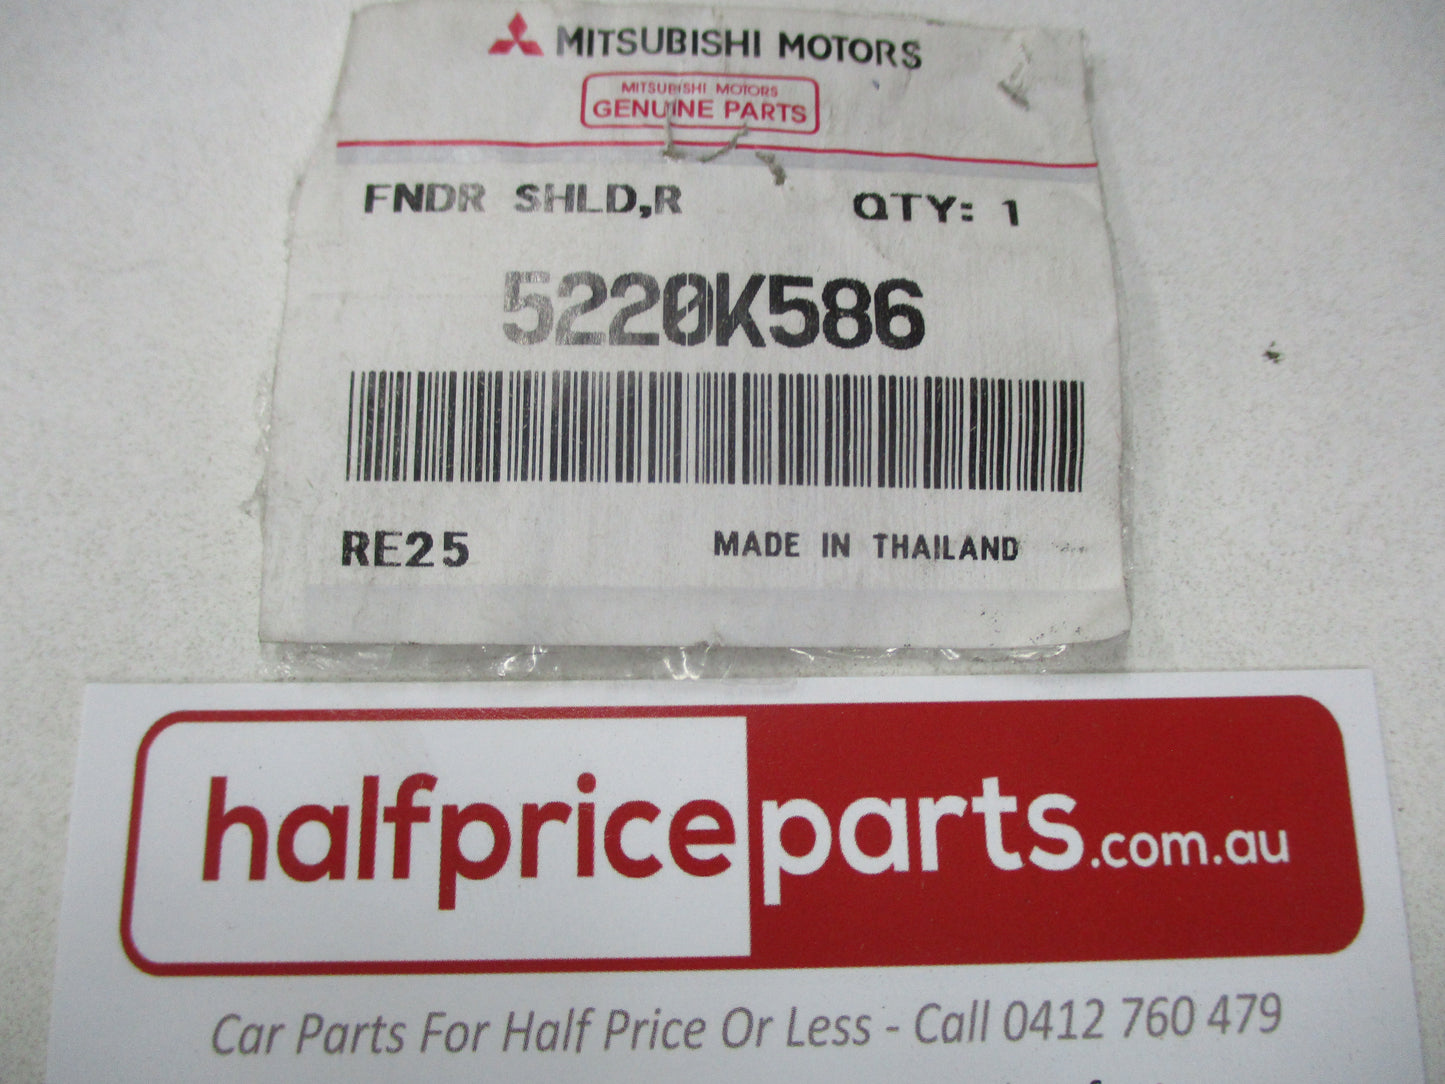 MITSUBISHI MOTORS
MITSUBISHI MOTORS
GENUINE PARTS
FNDR SHLD,R QTY: 1
5220K586
RE25 MADE IN THAILAND
halfpriceparts.com.au
Car Parts For Half Price Or Less - Call 0412 760 479